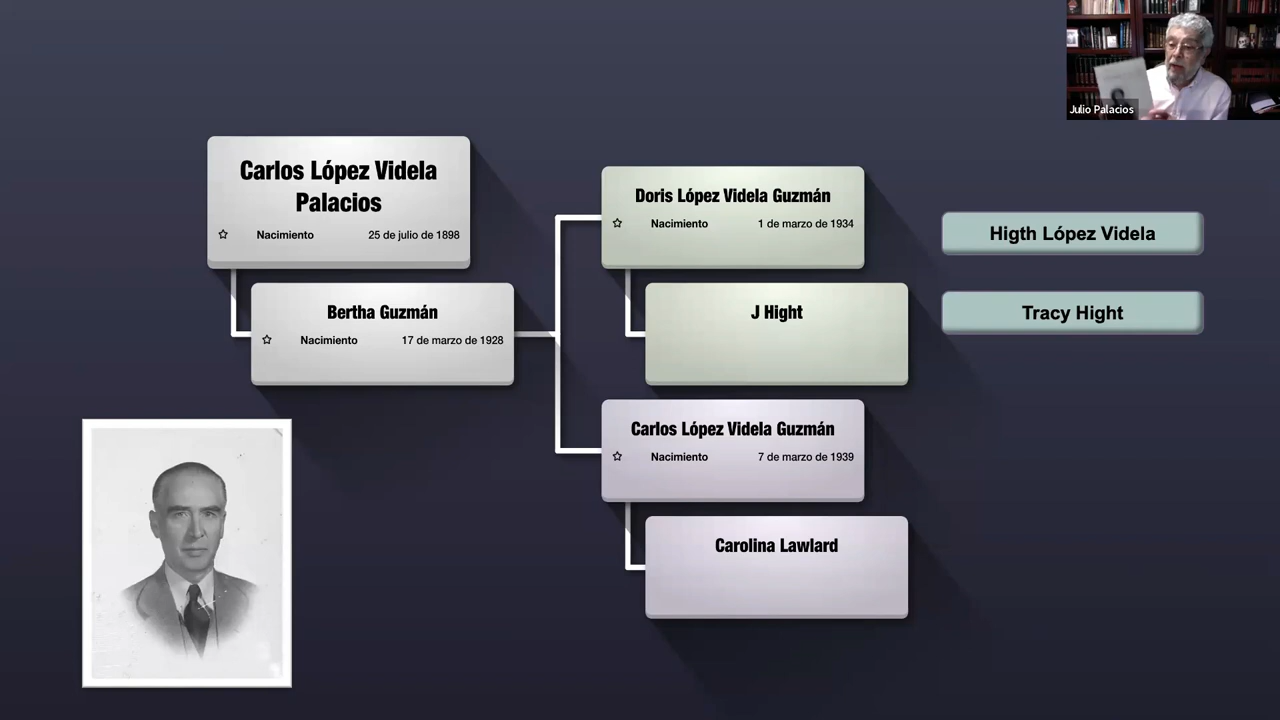 Julio Palacios
Carlos López Videla
Palacios
Nacimiento 25 de julio de 1898
Bertha Guzmán
Nacimiento 17 de marzo de 1928
Doris López Videla Guzmán
Nacimiento 1 de marzo de 1934
J Hight
Carlos López Videla Guzmán
Nacimiento 7 de marzo de 1939
Carolina Lawlard
Higth López Videla
Tracy Hight